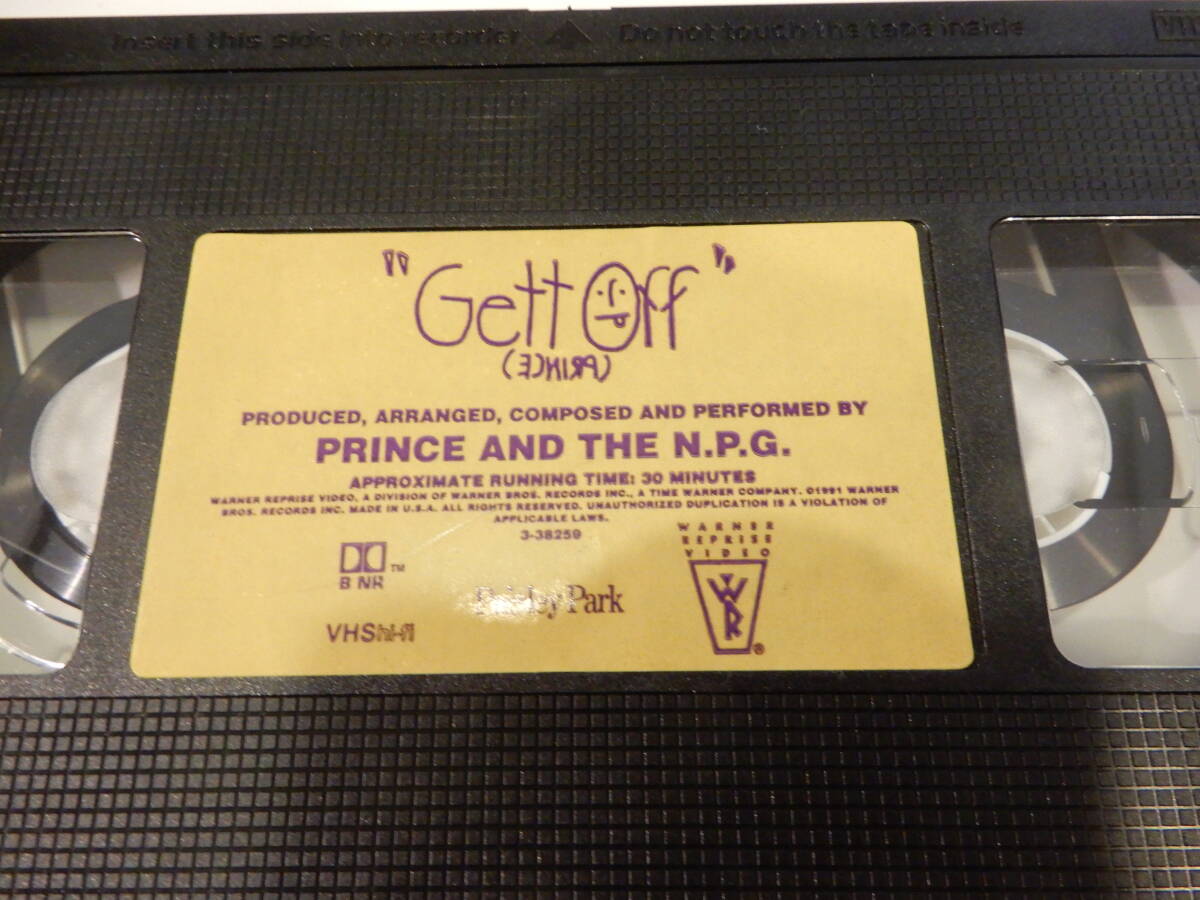 Insert this side into recorder Do not touch the tape inside
VH
"Gett Off"
(PRINCE)
PRODUCED, ARRANGED, COMPOSED AND PERFORMED BY
PRINCE AND THE N.P.G.
APPROXIMATE RUNNING TIME: 30 MINUTES
WARNER REPRISE VIDEO, A DIVISION OF WARNER BROS. RECORDS INC., A TIME WARNER COMPANY. ©1991 WARNER
BROS. RECORDS INC. MADE IN U.S.A. ALL RIGHTS RESERVED. UNAUTHORIZED DUPLICATION IS A VIOLATION OF
APPLICABLE LAWS.
3-38259
WARNER
REPRISE
VIDEO
B NR ™
Paisley Park
WR ®
VHS hi-fi